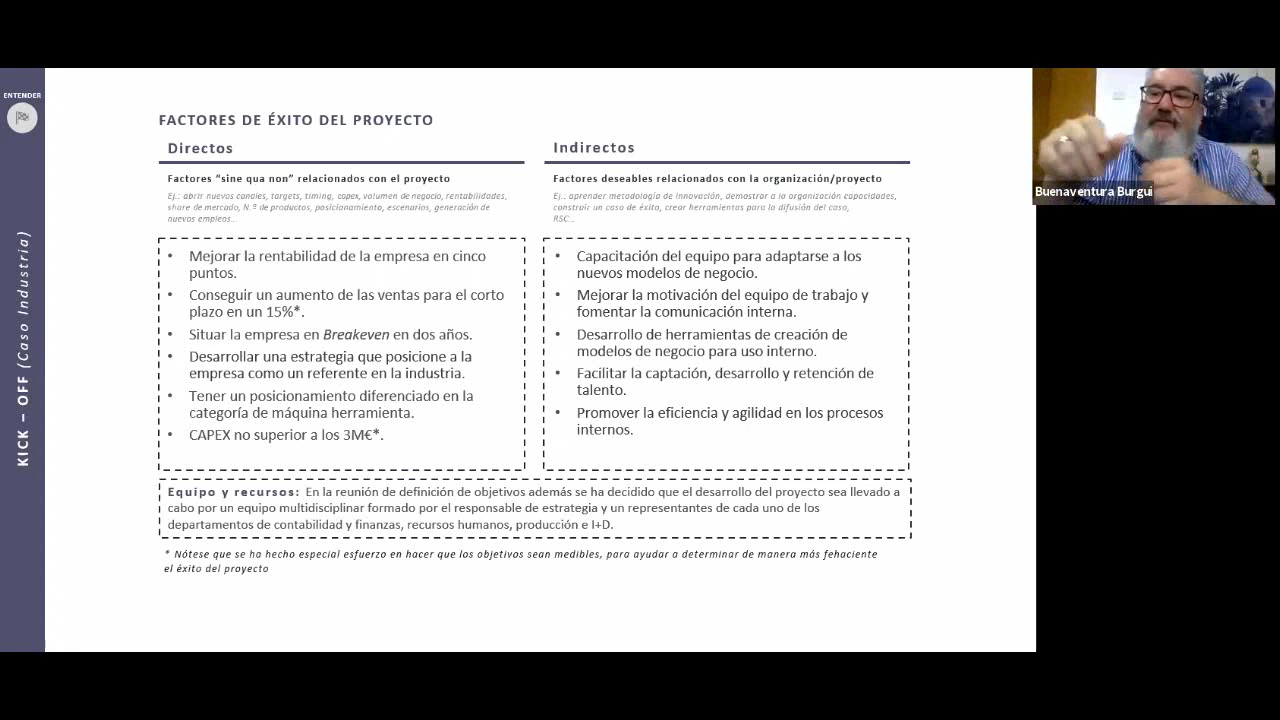 ENTENDER
KICK – OFF (Caso Industria)
FACTORES DE ÉXITO DEL PROYECTO
Directos
Factores “sine qua non” relacionados con el proyecto
Ej.: abrir nuevos canales, targets, timing, capex, volumen de negocio, rentabilidades,
share de mercado, N.º de productos, posicionamiento, escenarios, generación de
nuevos empleos...
• Mejorar la rentabilidad de la empresa en cinco
puntos.
• Conseguir un aumento de las ventas para el corto
plazo en un 15%*.
• Situar la empresa en Breakeven en dos años.
• Desarrollar una estrategia que posicione a la
empresa como un referente en la industria.
• Tener un posicionamiento diferenciado en la
categoría de máquina herramienta.
• CAPEX no superior a los 3M€*.
Indirectos
Factores deseables relacionados con la organización/proyecto
Ej.: aprender metodología de innovación, demostrar a la organización capacidades,
construir un caso de éxito, crear herramientas para la difusión del caso,
RSC...
• Capacitación del equipo para adaptarse a los
nuevos modelos de negocio.
• Mejorar la motivación del equipo de trabajo y
fomentar la comunicación interna.
• Desarrollo de herramientas de creación de
modelos de negocio para uso interno.
• Facilitar la captación, desarrollo y retención de
talento.
• Promover la eficiencia y agilidad en los procesos
internos.
Equipo y recursos: En la reunión de definición de objetivos además se ha decidido que el desarrollo del proyecto sea llevado a
cabo por un equipo multidisciplinar formado por el responsable de estrategia y un representantes de cada uno de los
departamentos de contabilidad y finanzas, recursos humanos, producción e I+D.
* Nótese que se ha hecho especial esfuerzo en hacer que los objetivos sean medibles, para ayudar a determinar de manera más fehaciente
el éxito del proyecto
Buenaventura Burgui